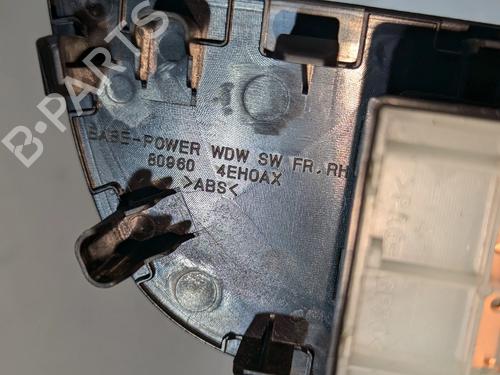 B-PARTS
BASE-POWER WDW SW FR,RH
80960 4EH0AX
>ABS<